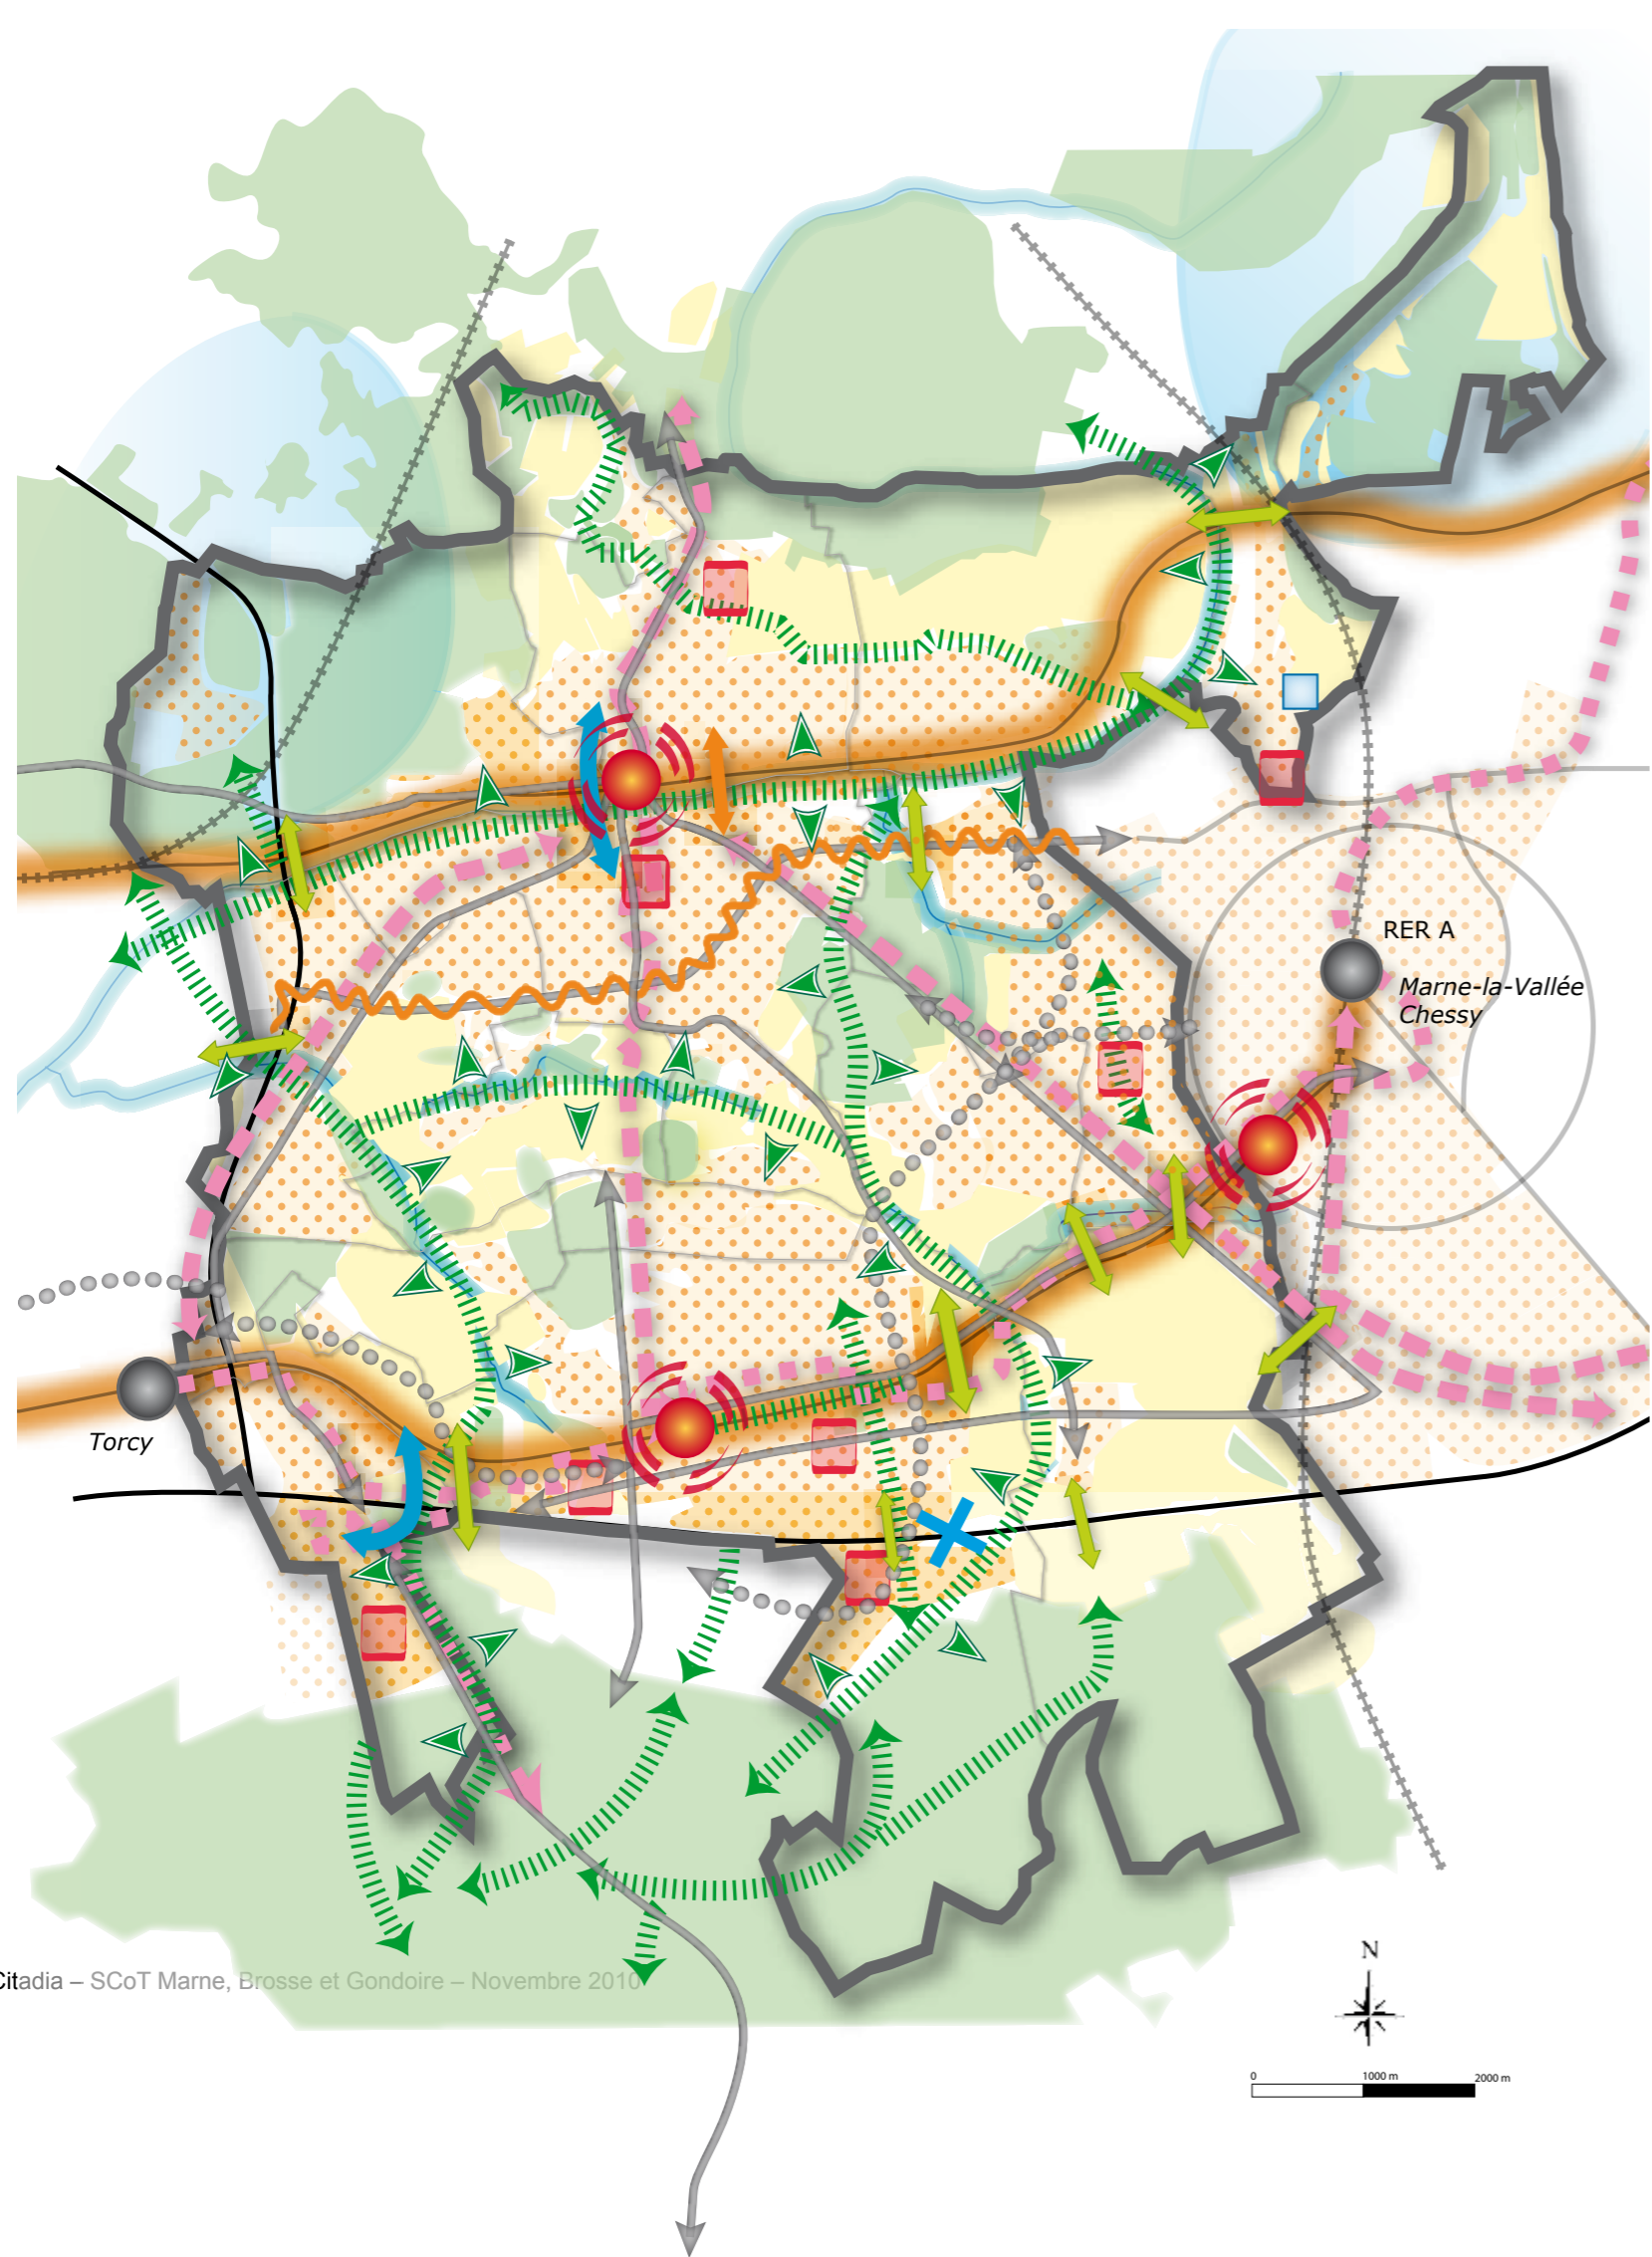 RER A
Marne-la-Vallée
Chessy
Torcy
Citadia – SCoT Marne, Brosse et Gondoire – Novembre 2010
N
0 1000 m 2000 m